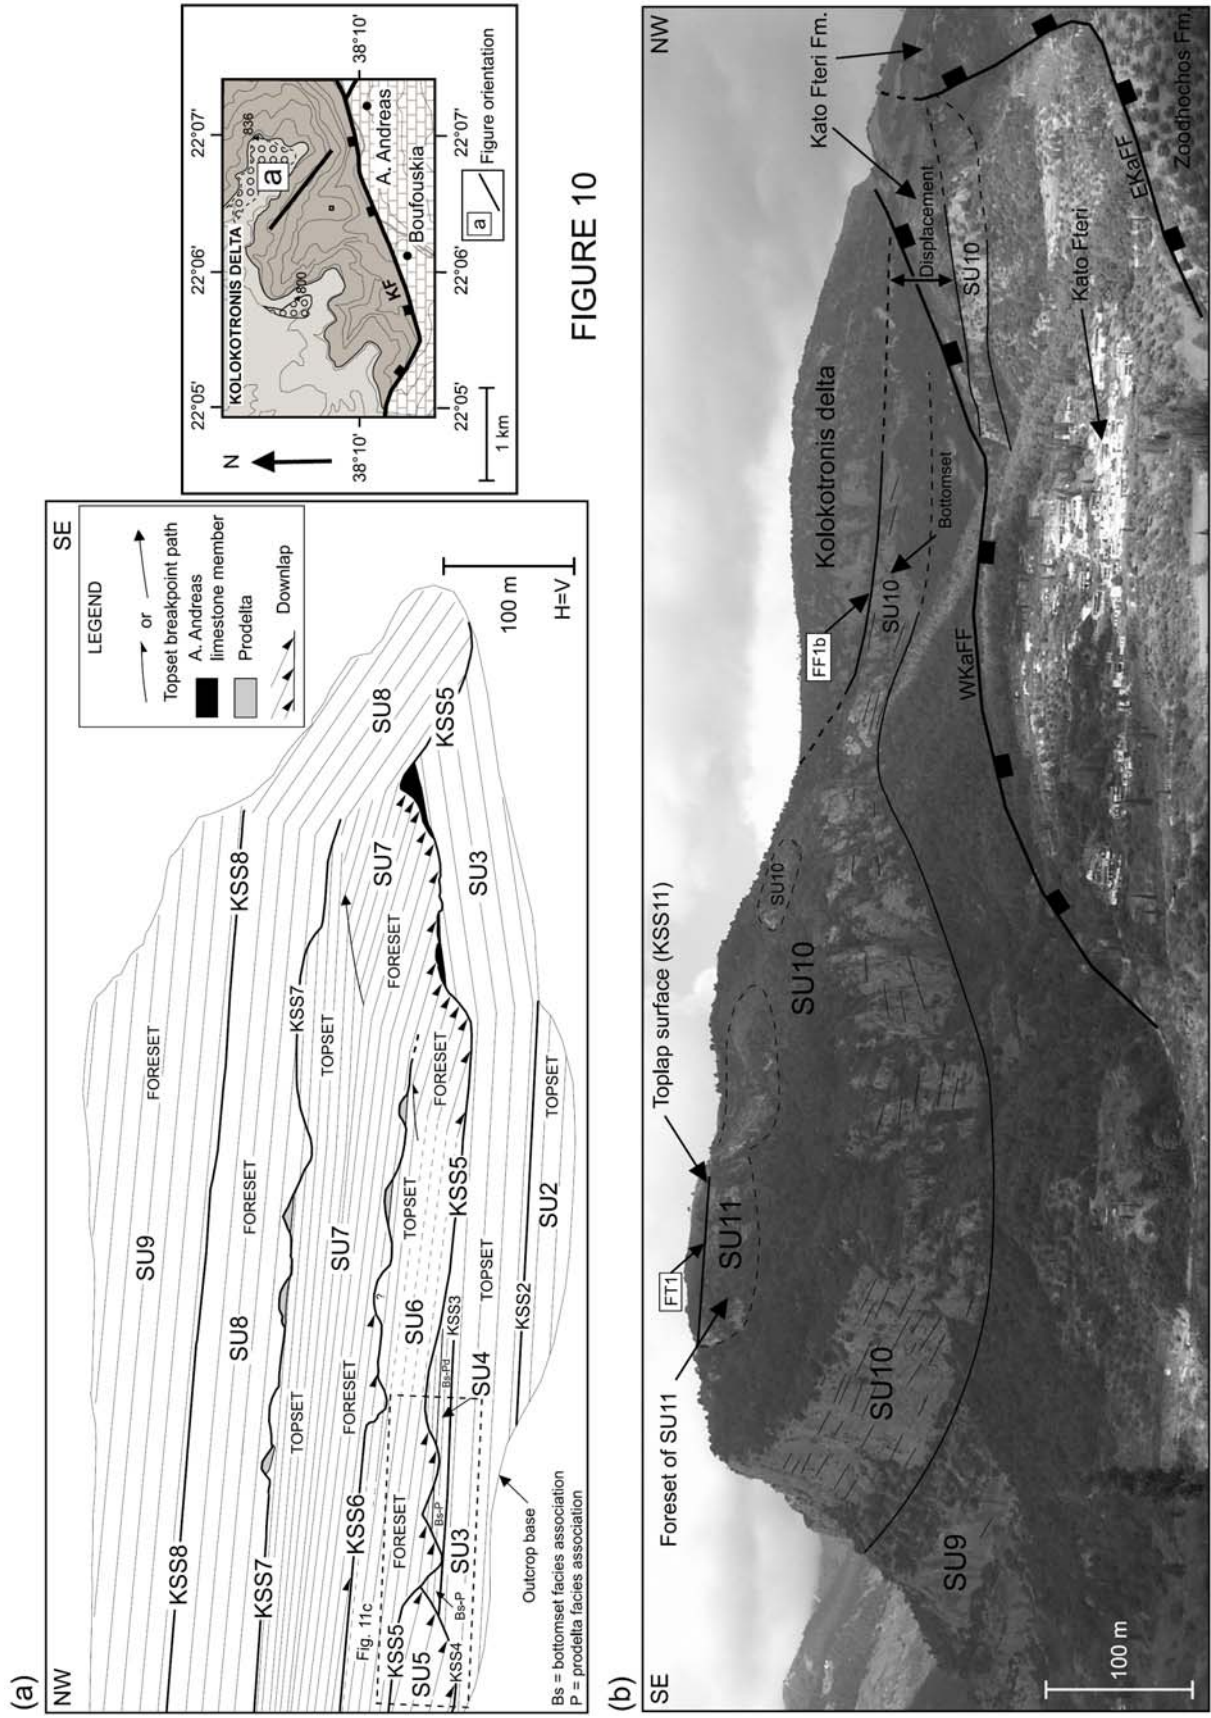 (a)
NW
SE
LEGEND
or
Topset breakpoint path
A. Andreas
limestone member
Prodelta
Downlap
100 m
H=V
SU9
FORESET
KSS8
KSS8
SU8
FORESET
SU8
KSS7
KSS7
TOPSET
TOPSET
SU7
FORESET
SU7
FORESET
KSS6
?
SU6
TOPSET
FORESET
Fig. 11c
FORESET
KSS5
KSS5
KSS5
SU5
KSS4
Bs-P
Bs-P
Bs-Pd
KSS3
SU4
SU3
SU3
TOPSET
KSS2
SU2
TOPSET
Outcrop base
Bs = bottomset facies association
P = prodelta facies association
22°05'
22°06'
22°07'
KOLOKOTRONIS DELTA
836
800
a
N
38°10'
38°10'
KF
A. Andreas
Boufouskia
22°05'
22°06'
22°07'
1 km
a
Figure orientation
FIGURE 10
(b)
SE
NW
Foreset of SU11
FT1
Toplap surface (KSS11)
SU11
SU10
SU10
SU10
SU9
FF1b
Kolokotronis delta
SU10
Bottomset
Displacement
SU10
Kato Fteri Fm.
WKaFF
Kato Fteri
EKaFF
Zoodhochos Fm.
100 m